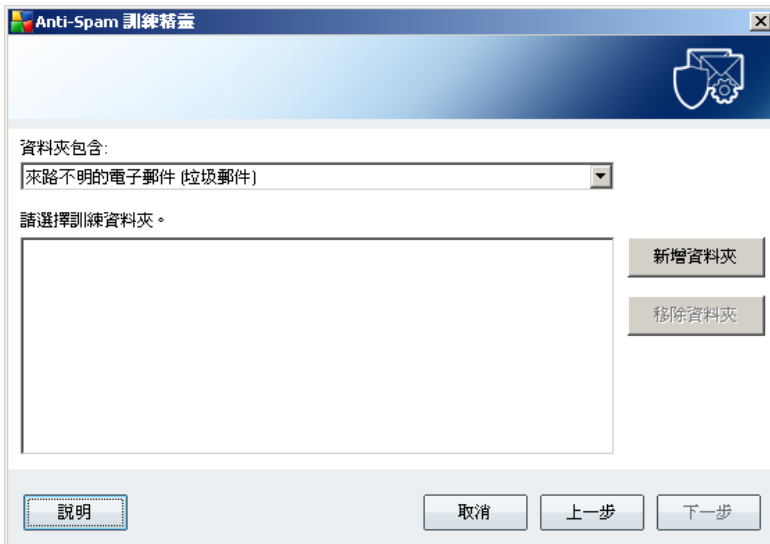 Anti-Spam 訓練精靈
資料夾包含:
來路不明的電子郵件 (垃圾郵件)
請選擇訓練資料夾。
新增資料夾
移除資料夾
說明
取消
上一步
下一步